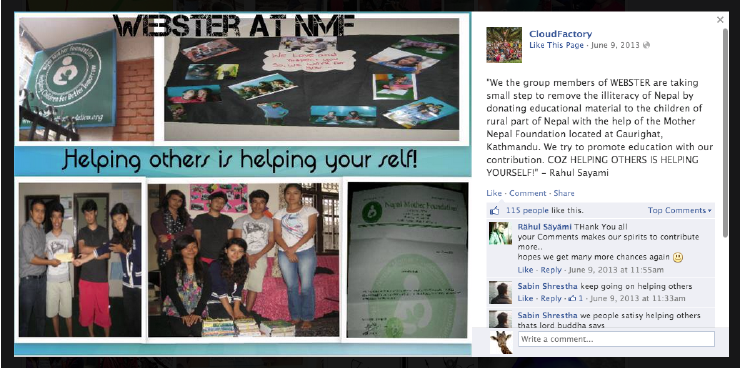 WEBSTER AT NMF
Helping others is helping your self!
Nepal Mother Foundation
CloudFactory
Like This Page · June 9, 2013
"We the group members of WEBSTER are taking
small step to remove the illiteracy of Nepal by
donating educational material to the children of
rural part of Nepal with the help of the Mother
Nepal Foundation located at Gaurighat,
Kathmandu. We try to promote education with our
contribution. COZ HELPING OTHERS IS HELPING
YOURSELF!" – Rahul Sayami
Like · Comment · Share
115 people like this.
Top Comments
Rähul Säyämi THank You all
your Comments makes our spirits to contribute
more..
hopes we get many more chances again
Like · Reply · June 9, 2013 at 11:55am
Sabin Shrestha keep going on helping others
Like · Reply · 1 · June 9, 2013 at 11:33am
Sabin Shrestha we people satisy helping others
thats lord buddha says
Write a comment...